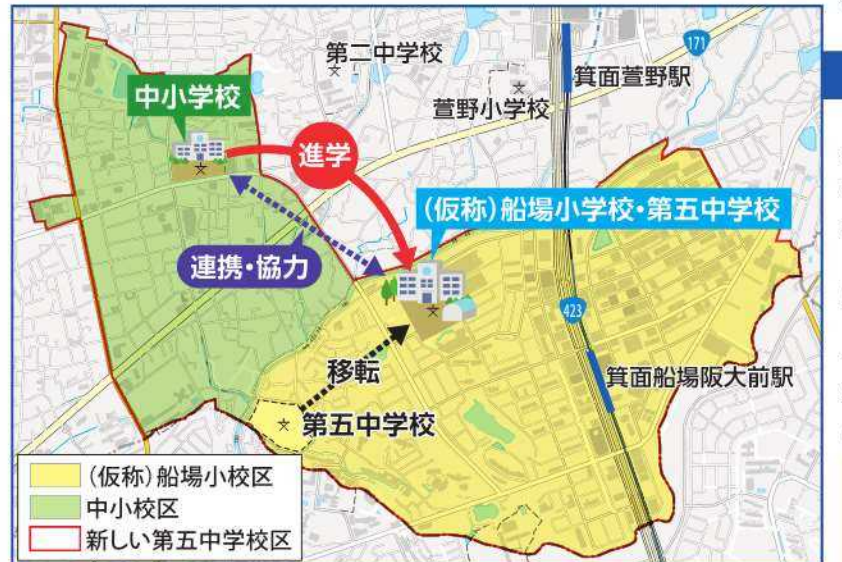 第二中学校
171
箕面萱野駅
中小学校
萱野小学校
進学
(仮称)船場小学校・第五中学校
連携・協力
423
移転
箕面船場阪大前駅
第五中学校
(仮称)船場小校区
中小校区
新しい第五中学校区